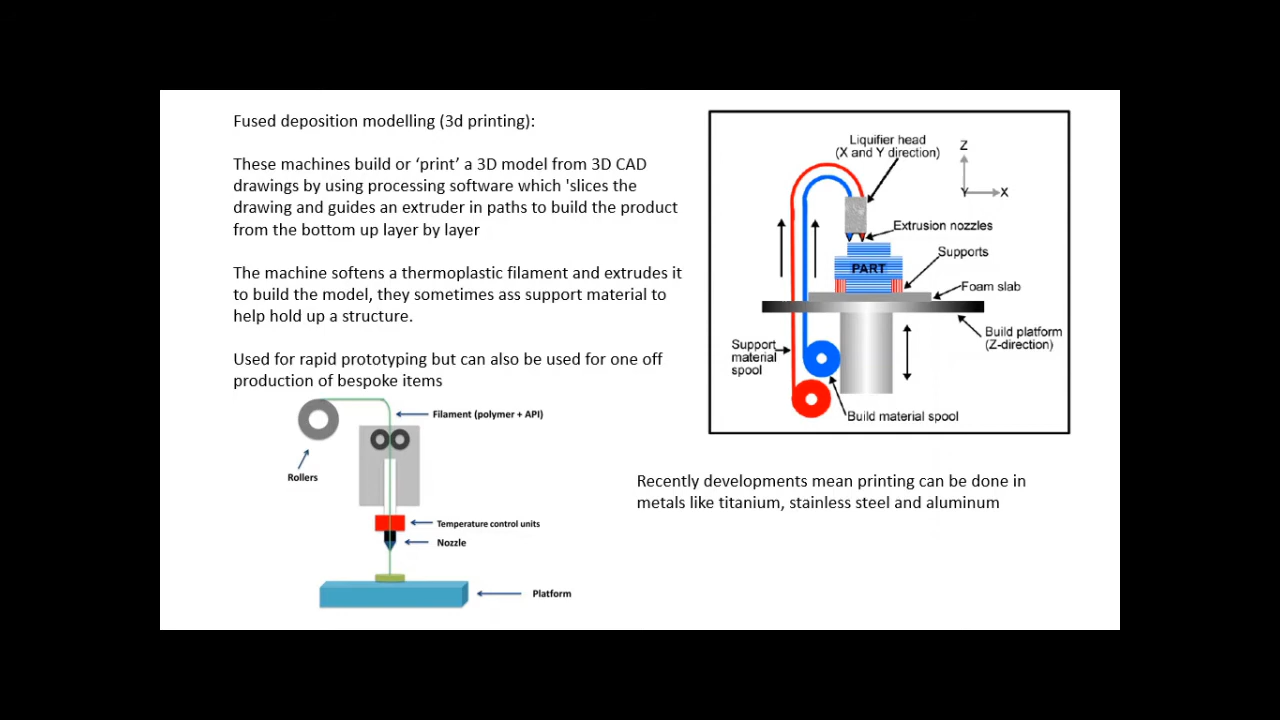 Fused deposition modelling (3d printing):
These machines build or ‘print’ a 3D model from 3D CAD
drawings by using processing software which 'slices the
drawing and guides an extruder in paths to build the product
from the bottom up layer by layer
The machine softens a thermoplastic filament and extrudes it
to build the model, they sometimes ass support material to
help hold up a structure.
Used for rapid prototyping but can also be used for one off
production of bespoke items
Filament (polymer + API)
Rollers
Temperature control units
Nozzle
Platform
Liquifier head
(X and Y direction)
Z
Y
X
Extrusion nozzles
Supports
PART
Foam slab
Build platform
(Z-direction)
Support
material
spool
Build material spool
Recently developments mean printing can be done in
metals like titanium, stainless steel and aluminum